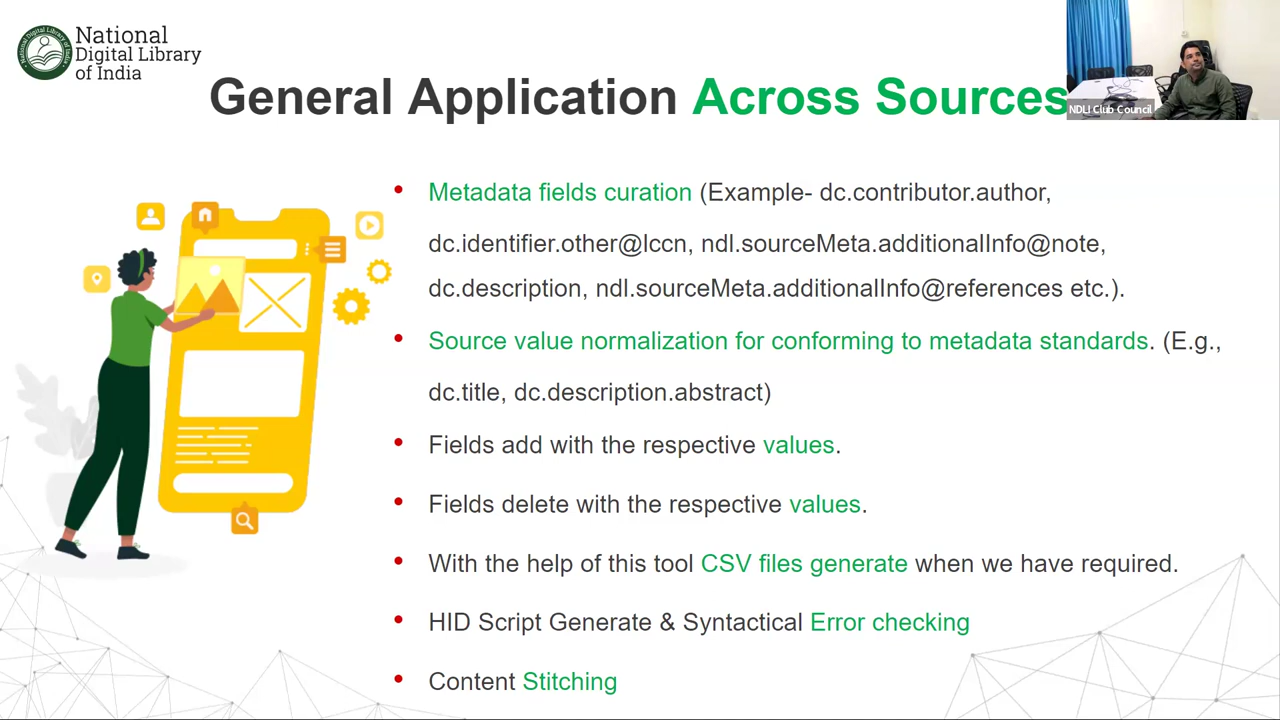 National
Digital Library
of India
General Application Across Sources
NDLI Club Council
• Metadata fields curation (Example- dc.contributor.author,
dc.identifier.other@lccn, ndl.sourceMeta.additionalInfo@note,
dc.description, ndl.sourceMeta.additionalInfo@references etc.).
• Source value normalization for conforming to metadata standards. (E.g.,
dc.title, dc.description.abstract)
• Fields add with the respective values.
• Fields delete with the respective values.
• With the help of this tool CSV files generate when we have required.
• HID Script Generate & Syntactical Error checking
• Content Stitching